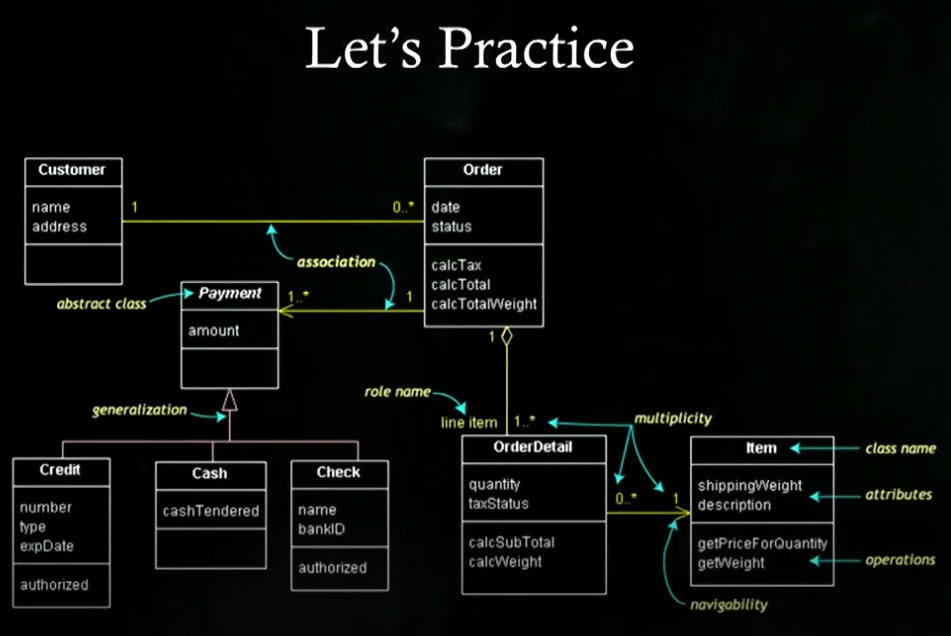 Let's Practice
Customer
name
address
1
0..*
Order
date
status
calcTax
calcTotal
calcTotalWeight
association
abstract class
Payment
amount
1..*
1
generalization
Credit
number
type
expDate
authorized
Cash
cashTendered
Check
name
bankID
authorized
1
role name
line item
1..*
multiplicity
OrderDetail
quantity
taxStatus
calcSubTotal
calcWeight
0..*
1
navigability
Item
shippingWeight
description
getPriceForQuantity
getWeight
class name
attributes
operations